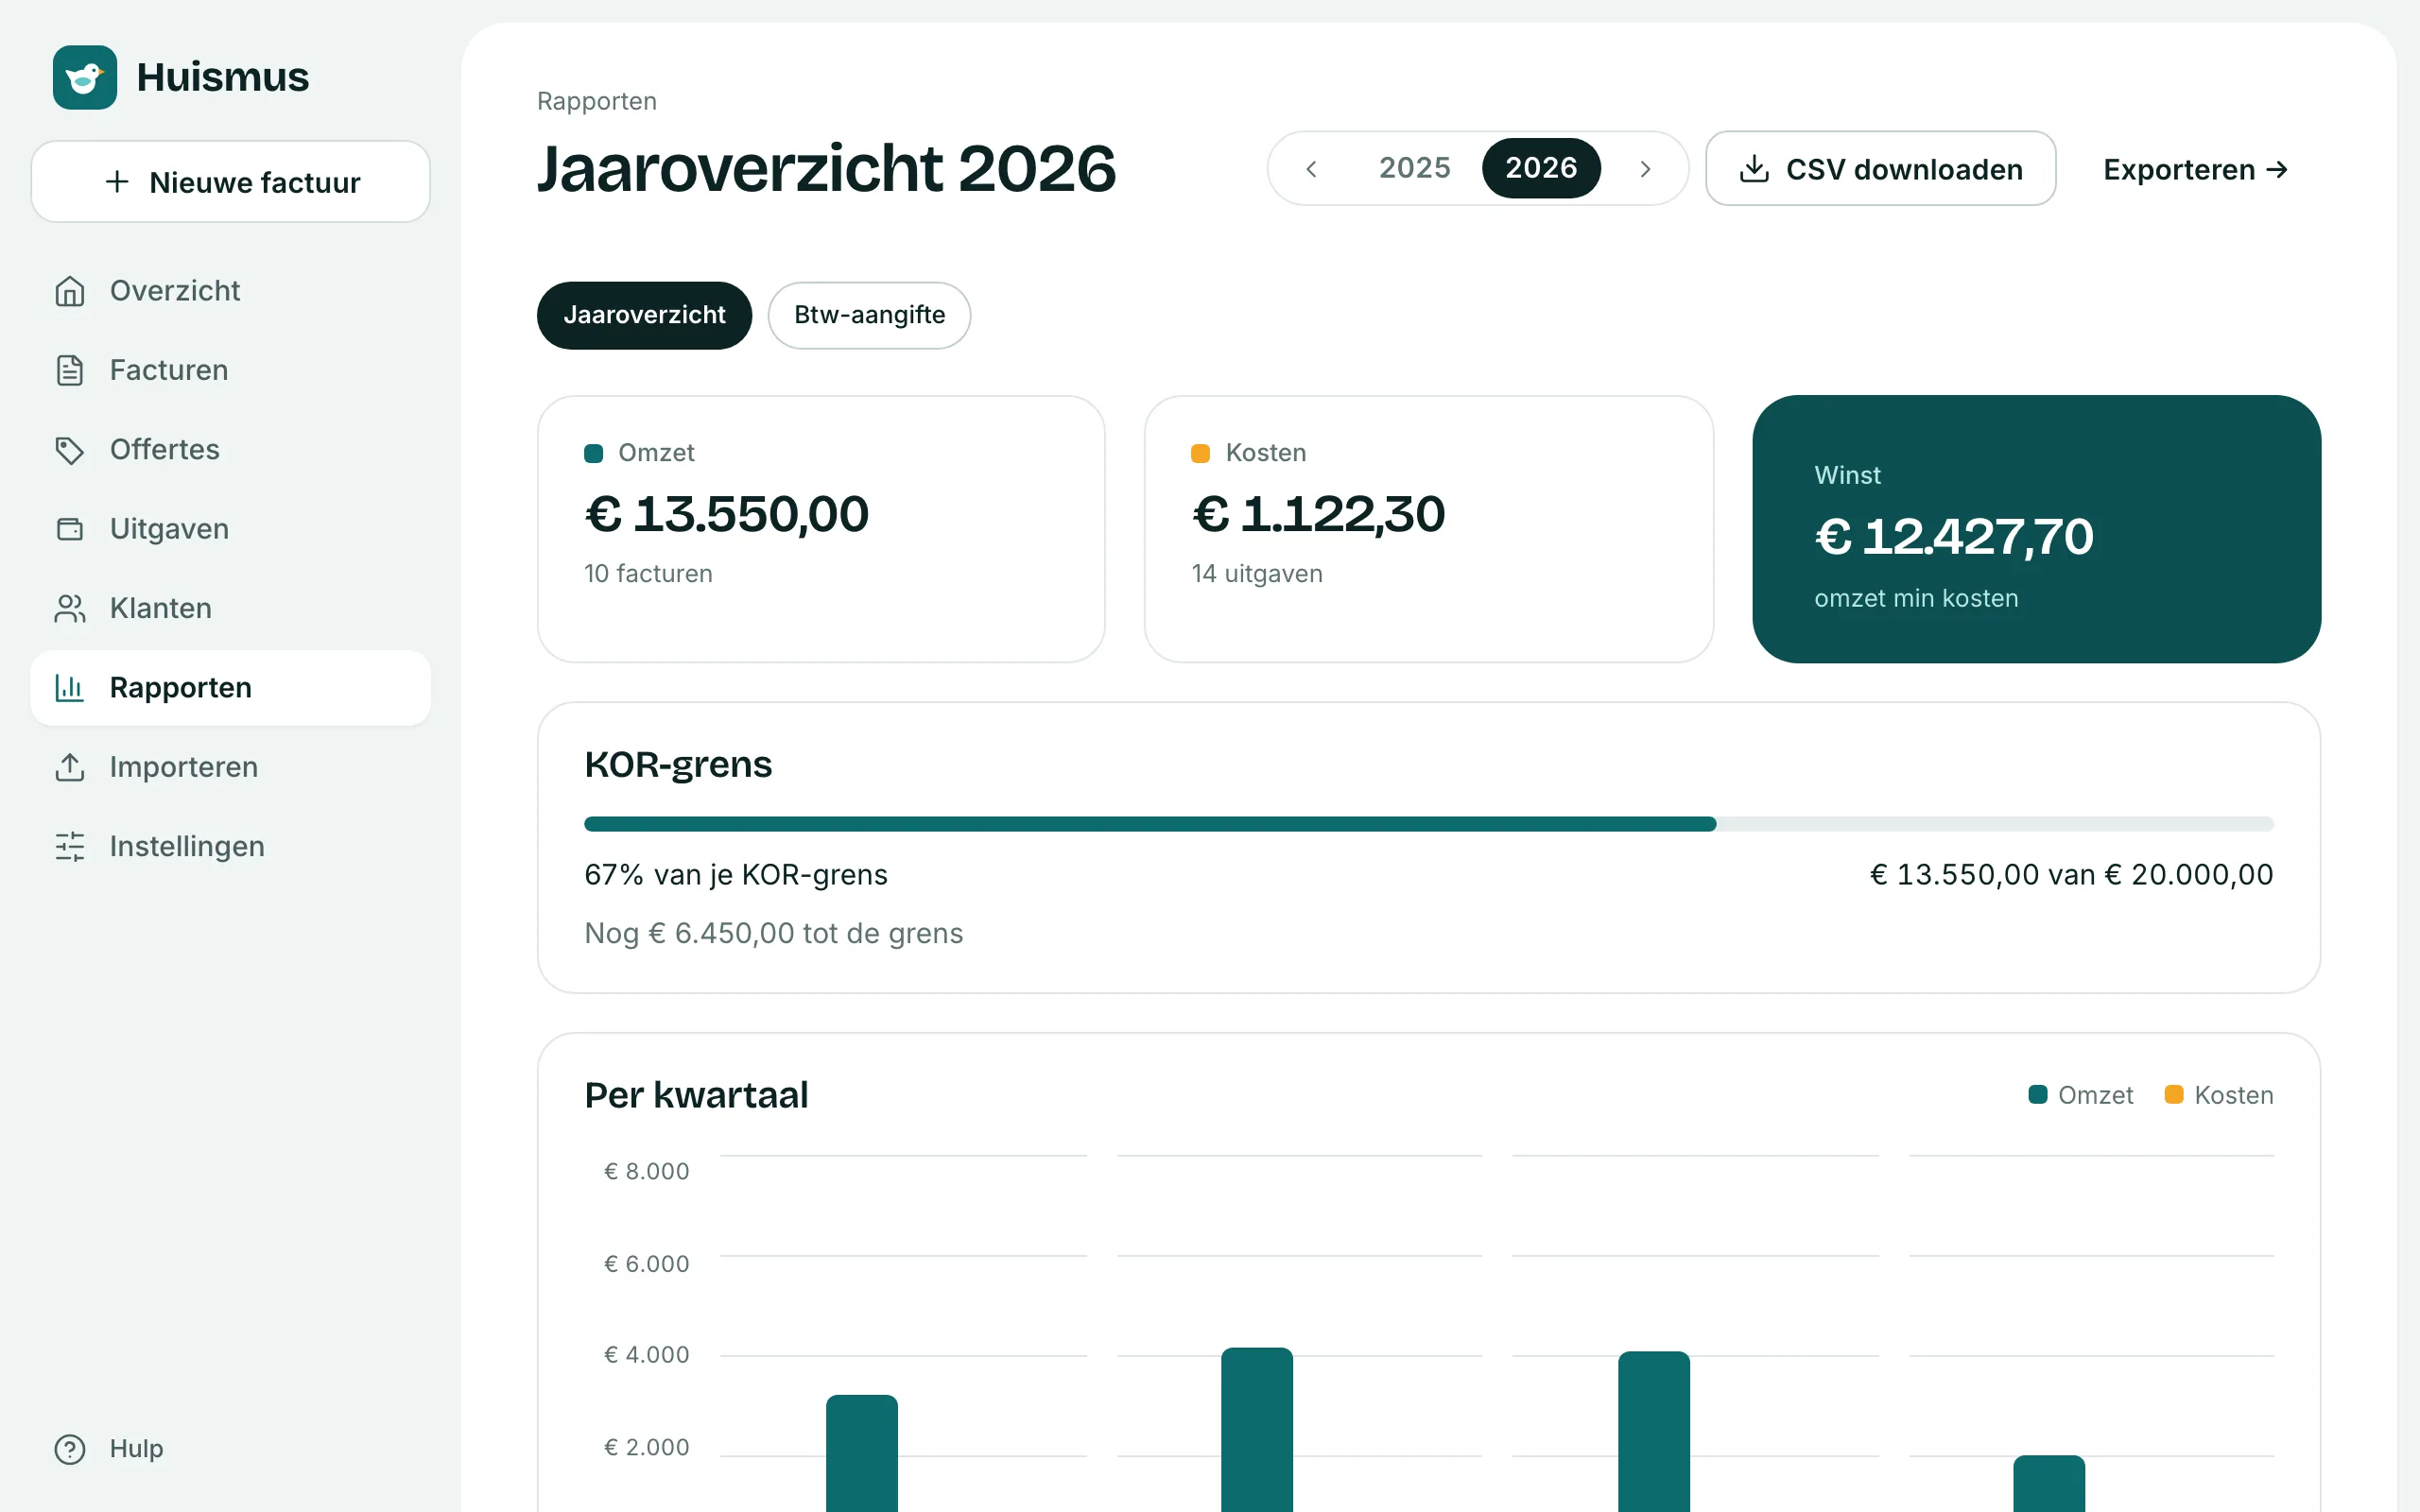 Huismus
Nieuwe factuur
Overzicht
Facturen
Offertes
Uitgaven
Klanten
Rapporten
Importeren
Instellingen
Hulp
Rapporten
Jaaroverzicht 2026
2025 2026
CSV downloaden
Exporteren →
Jaaroverzicht
Btw-aangifte
Omzet
€ 13.550,00
10 facturen
Kosten
€ 1.122,30
14 uitgaven
Winst
€ 12.427,70
omzet min kosten
KOR-grens
67% van je KOR-grens
€ 13.550,00 van € 20.000,00
Nog € 6.450,00 tot de grens
Per kwartaal
Omzet Kosten
€ 8.000
€ 6.000
€ 4.000
€ 2.000